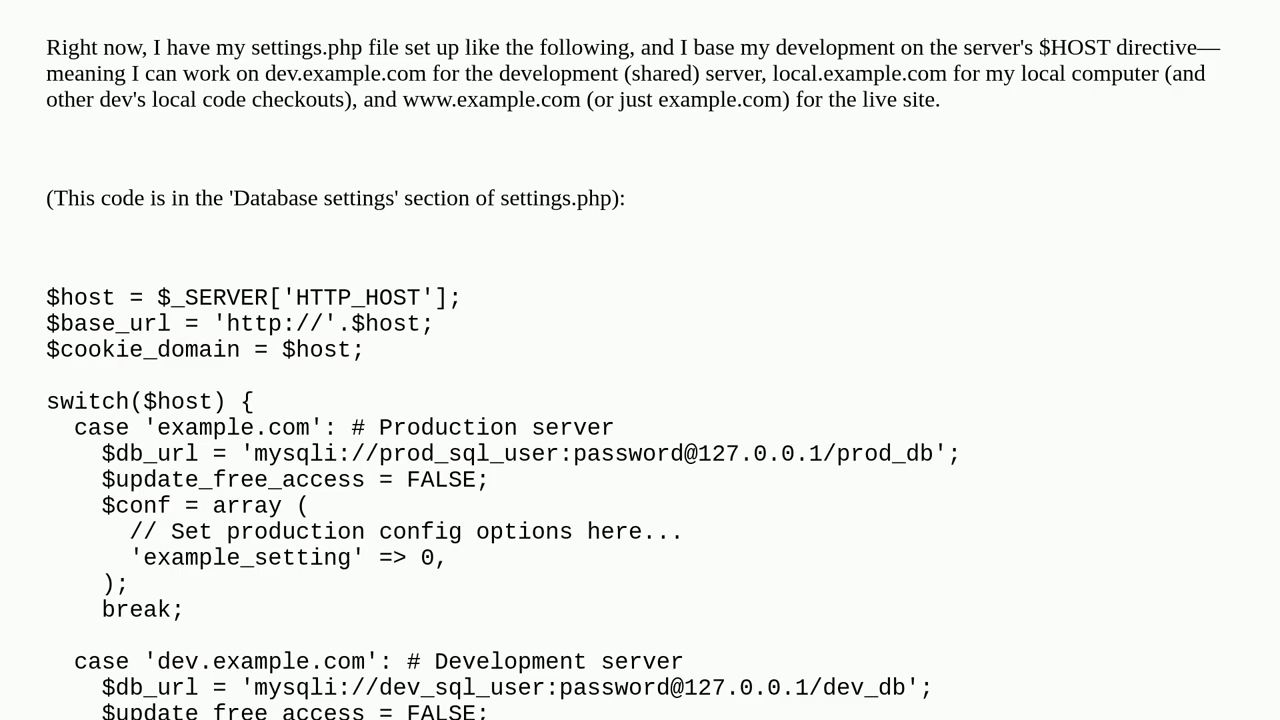 Right now, I have my settings.php file set up like the following, and I base my development on the server's $HOST directive—
meaning I can work on dev.example.com for the development (shared) server, local.example.com for my local computer (and
other dev's local code checkouts), and www.example.com (or just example.com) for the live site.
(This code is in the 'Database settings' section of settings.php):
$host = $_SERVER['HTTP_HOST'];
$base_url = 'http://'.$host;
$cookie_domain = $host;
switch($host) {
  case 'example.com': # Production server
    $db_url = 'mysqli://prod_sql_user:password@127.0.0.1/prod_db';
    $update_free_access = FALSE;
    $conf = array (
      // Set production config options here...
      'example_setting' => 0,
    );
    break;
  case 'dev.example.com': # Development server
    $db_url = 'mysqli://dev_sql_user:password@127.0.0.1/dev_db';
    $update_free_access = FALSE;